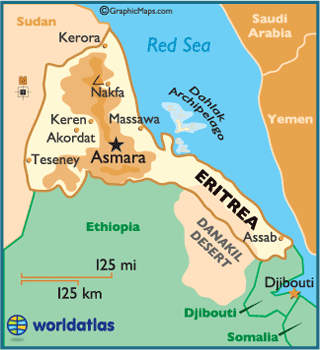 ©GraphicMaps.com
Sudan
Saudi
Arabia
Kerora
Red Sea
Nakfa
Dahlak
Archipelago
Keren
Massawa
Akordat
Yemen
Asmara
Teseney
ERITREA
Ethiopia
DANAKIL
DESERT
Assab
125 mi
125 km
Djibouti
Djibouti
Somalia
worldatlas